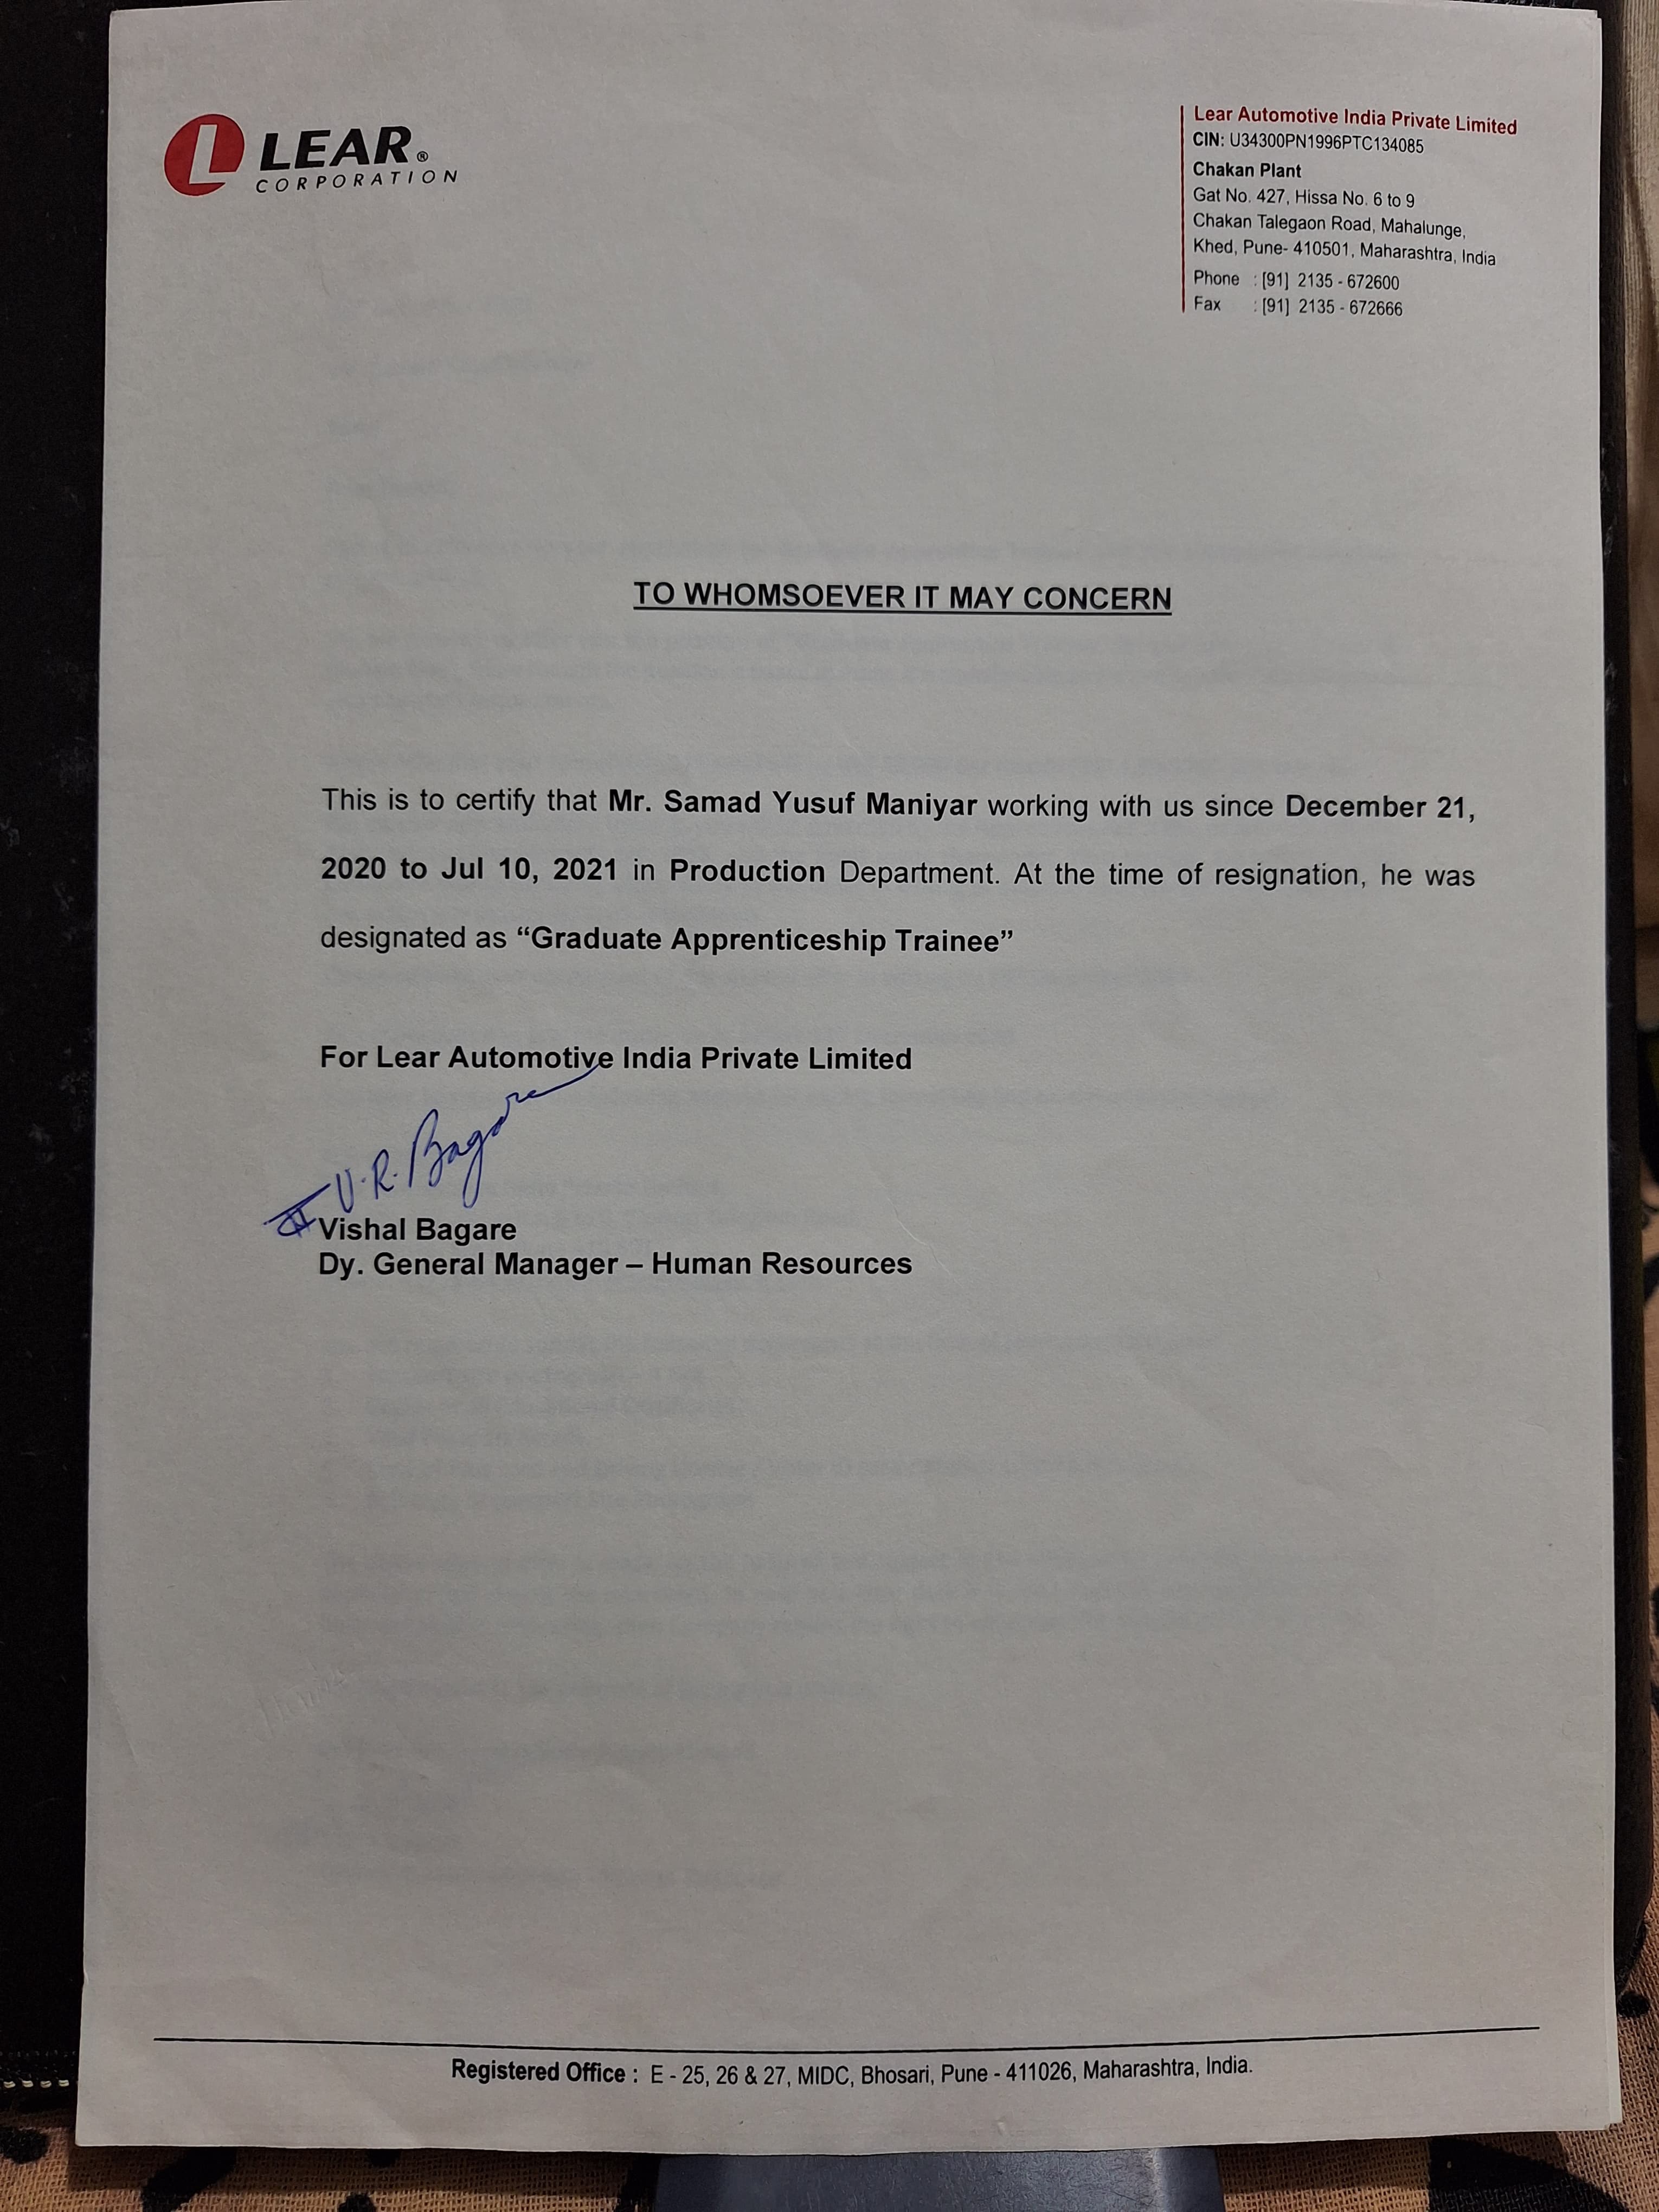 LEAR®
CORPORATION
Lear Automotive India Private Limited
CIN: U34300PN1996PTC134085
Chakan Plant
Gat No. 427, Hissa No. 6 to 9
Chakan Talegaon Road, Mahalunge,
Khed, Pune- 410501, Maharashtra, India
Phone : [91] 2135 - 672600
Fax : [91] 2135 - 672666
TO WHOMSOEVER IT MAY CONCERN
This is to certify that Mr. Samad Yusuf Maniyar working with us since December 21,
2020 to Jul 10, 2021 in Production Department. At the time of resignation, he was
designated as “Graduate Apprenticeship Trainee”
For Lear Automotive India Private Limited
V.R. Bagare
Vishal Bagare
Dy. General Manager – Human Resources
Registered Office : E - 25, 26 & 27, MIDC, Bhosari, Pune - 411026, Maharashtra, India.